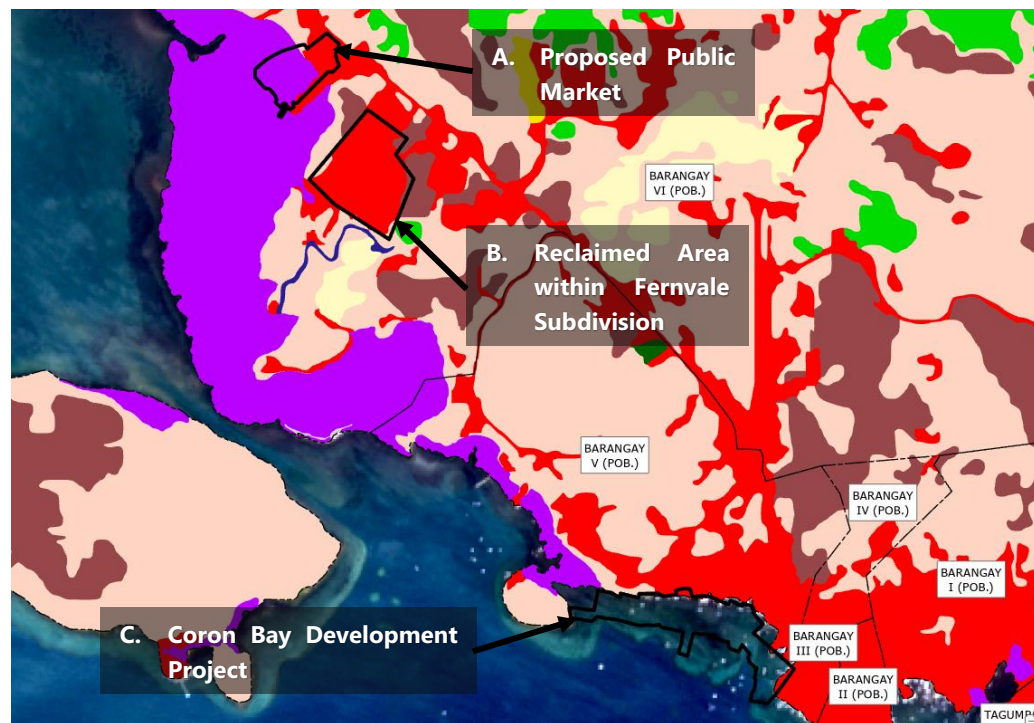 A. Proposed Public
Market
BARANGAY
VI (POB.)
B. Reclaimed Area
within Fernvale
Subdivision
BARANGAY
V (POB.)
BARANGAY
IV (POB.)
BARANGAY
I (POB.)
C. Coron Bay Development
Project
BARANGAY
III (POB.)
BARANGAY
II (POB.)